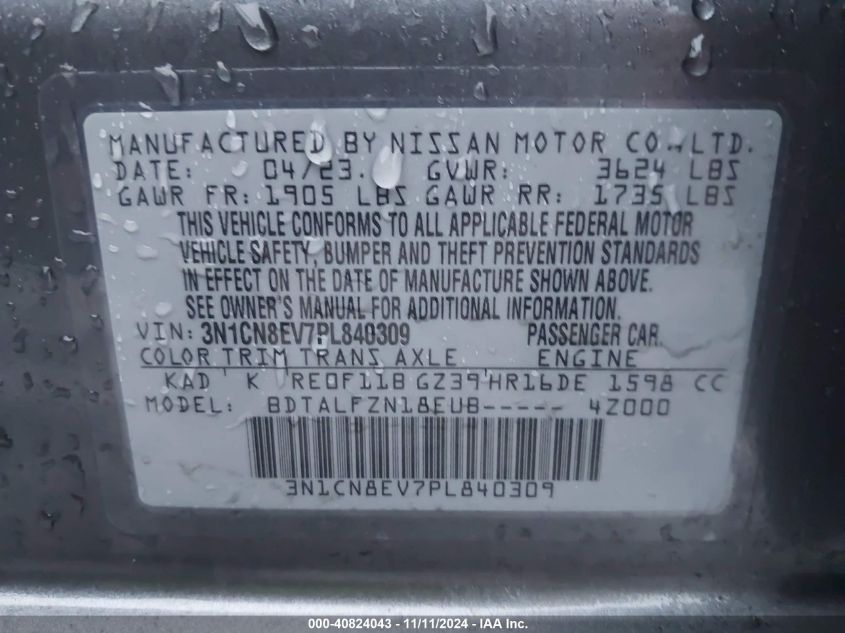 MANUFACTURED BY NISSAN MOTOR CO.,LTD.
DATE: 04/23. GVWR: 3624 LBS
GAWR FR: 1905 LBS GAWR RR: 1735 LBS
THIS VEHICLE CONFORMS TO ALL APPLICABLE FEDERAL MOTOR
VEHICLE SAFETY, BUMPER AND THEFT PREVENTION STANDARDS
IN EFFECT ON THE DATE OF MANUFACTURE SHOWN ABOVE.
SEE OWNER'S MANUAL FOR ADDITIONAL INFORMATION.
VIN: 3N1CN8EV7PL840309 PASSENGER CAR
COLOR TRIM TRANS AXLE ENGINE
KAD K RE0F11B GZ39 HR16DE 1598 CC
MODEL: BDTALFZN18EUB----- 4Z000
3N1CN8EV7PL840309
000-40824043 - 11/11/2024 - IAA Inc.